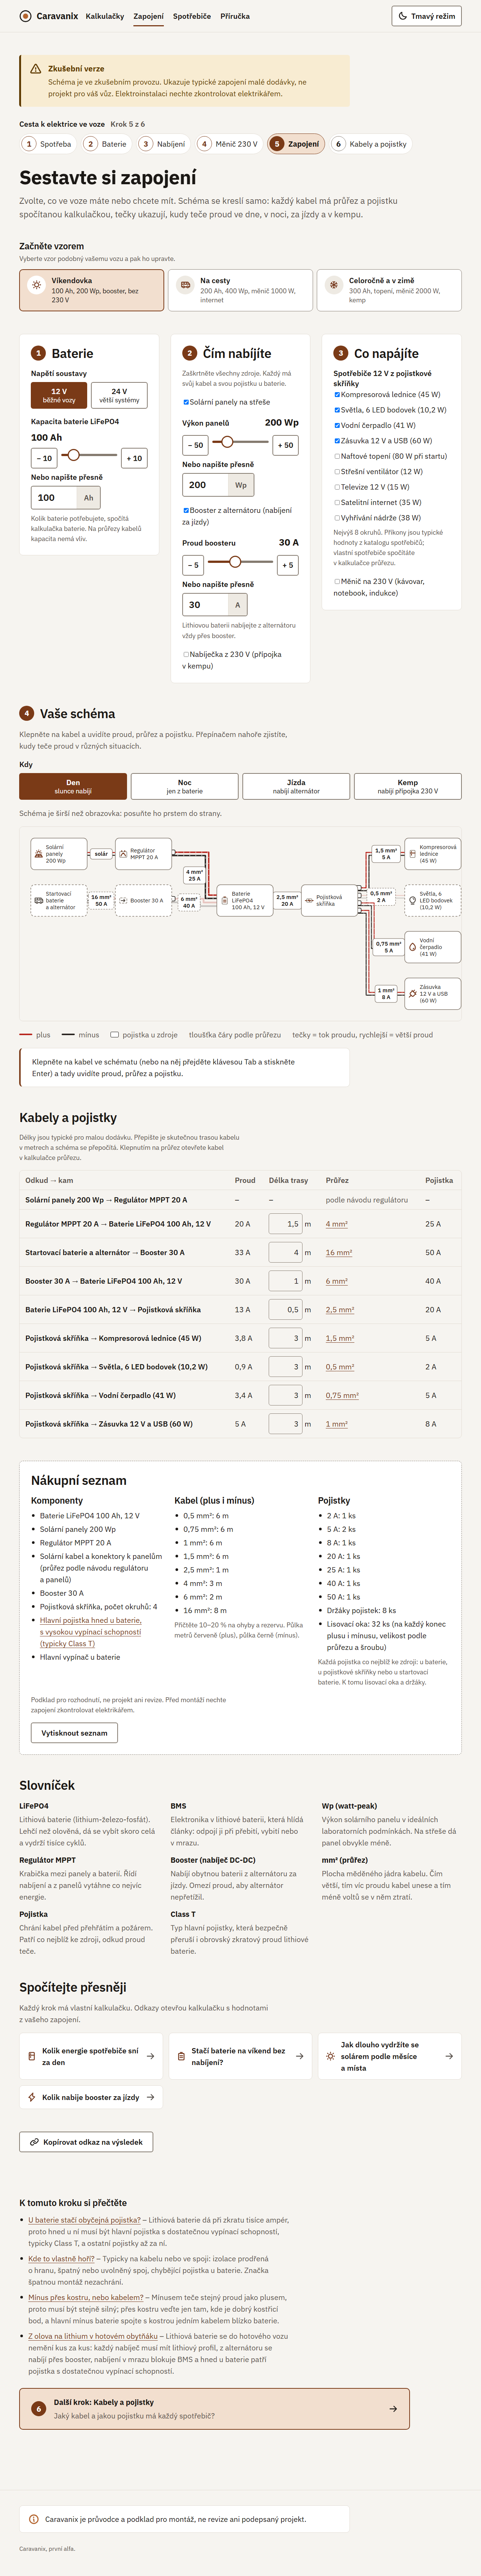 Caravanix Kalkulačky Zapojení Spotřebiče Příručka Tmavý režim
Zkušební verze
Schéma je ve zkušebním provozu. Ukazuje typické zapojení malé dodávky, ne
projekt pro váš vůz. Elektroinstalaci nechte zkontrolovat elektrikářem.
Cesta k elektrice ve voze Krok 5 z 6
1 Spotřeba 2 Baterie 3 Nabíjení 4 Měnič 230 V 5 Zapojení 6 Kabely a pojistky
Sestavte si zapojení
Zvolte, co ve voze máte nebo chcete mít. Schéma se kreslí samo: každý kabel má průřez a pojistku
spočítanou kalkulačkou, tečky ukazují, kudy teče proud ve dne, v noci, za jízdy a v kempu.
Začněte vzorem
Vyberte vzor podobný vašemu vozu a pak ho upravte.
Víkendovka
100 Ah, 200 Wp, booster, bez
230 V
Na cesty
200 Ah, 400 Wp, měnič 1000 W,
internet
Celoročně a v zimě
300 Ah, topení, měnič 2000 W,
kemp
1 Baterie
Napětí soustavy
12 V
běžné vozy
24 V
větší systémy
Kapacita baterie LiFePO4
100 Ah
− 10
+ 10
Nebo napište přesně
100 Ah
Kolik baterie potřebujete, spočítá
kalkulačka baterie. Na průřezy kabelů
kapacita nemá vliv.
2 Čím nabíjíte
Zaškrtněte všechny zdroje. Každý má
svůj kabel a svou pojistku u baterie.
Solární panely na střeše
Výkon panelů 200 Wp
− 50
+ 50
Nebo napište přesně
200 Wp
Booster z alternátoru (nabíjení
za jízdy)
Proud boosteru 30 A
− 5
+ 5
Nebo napište přesně
30 A
Lithiovou baterii nabíjejte z alternátoru
vždy přes booster.
Nabíječka z 230 V (přípojka
v kempu)
3 Co napájíte
Spotřebiče 12 V z pojistkové
skříňky
Kompresorová lednice (45 W)
Světla, 6 LED bodovek (10,2 W)
Vodní čerpadlo (41 W)
Zásuvka 12 V a USB (60 W)
Naftové topení (80 W při startu)
Střešní ventilátor (12 W)
Televize 12 V (15 W)
Satelitní internet (35 W)
Vyhřívání nádrže (38 W)
Nejvýš 8 okruhů. Příkony jsou typické
hodnoty z katalogu spotřebičů;
vlastní spotřebiče spočítáte
v kalkulačce průřezu.
Měnič na 230 V (kávovar,
notebook, indukce)
4 Vaše schéma
Klepněte na kabel a uvidíte proud, průřez a pojistku. Přepínačem nahoře zjistíte,
kudy teče proud v různých situacích.
Kdy
Den
slunce nabíjí
Noc
jen z baterie
Jízda
nabíjí alternátor
Kemp
nabíjí přípojka 230 V
Schéma je širší než obrazovka: posuňte ho prstem do strany.
Solární
panely
200 Wp
solár
Regulátor
MPPT 20 A
4 mm²
25 A
Startovací
baterie
a alternátor
16 mm²
50 A
Booster 30 A
6 mm²
40 A
Baterie
LiFePO4
100 Ah, 12 V
2,5 mm²
20 A
Pojistková
skříňka
1,5 mm²
5 A
Kompresorová
lednice
(45 W)
0,5 mm²
2 A
Světla, 6
LED bodovek
(10,2 W)
0,75 mm²
5 A
Vodní
čerpadlo
(41 W)
1 mm²
8 A
Zásuvka
12 V a USB
(60 W)
plus minus pojistka u zdroje tloušťka čáry podle průřezu tečky = tok proudu, rychlejší = větší proud
Klepněte na kabel ve schématu (nebo na něj přejděte klávesou Tab a stiskněte
Enter) a tady uvidíte proud, průřez a pojistku.
Kabely a pojistky
Délky jsou typické pro malou dodávku. Přepište je skutečnou trasou kabelu
v metrech a schéma se přepočítá. Klepnutím na průřez otevřete kabel
v kalkulačce průřezu.
Odkud → kam Proud Délka trasy Průřez Pojistka
Solární panely 200 Wp → Regulátor MPPT 20 A – – podle návodu regulátoru –
Regulátor MPPT 20 A → Baterie LiFePO4 100 Ah, 12 V 20 A 1,5 m 4 mm² 25 A
Startovací baterie a alternátor → Booster 30 A 33 A 4 m 16 mm² 50 A
Booster 30 A → Baterie LiFePO4 100 Ah, 12 V 30 A 1 m 6 mm² 40 A
Baterie LiFePO4 100 Ah, 12 V → Pojistková skříňka 13 A 0,5 m 2,5 mm² 20 A
Pojistková skříňka → Kompresorová lednice (45 W) 3,8 A 3 m 1,5 mm² 5 A
Pojistková skříňka → Světla, 6 LED bodovek (10,2 W) 0,9 A 3 m 0,5 mm² 2 A
Pojistková skříňka → Vodní čerpadlo (41 W) 3,4 A 3 m 0,75 mm² 5 A
Pojistková skříňka → Zásuvka 12 V a USB (60 W) 5 A 3 m 1 mm² 8 A
Nákupní seznam
Komponenty
Baterie LiFePO4 100 Ah, 12 V
Solární panely 200 Wp
Regulátor MPPT 20 A
Solární kabel a konektory k panelům
(průřez podle návodu regulátoru
a panelů)
Booster 30 A
Pojistková skříňka, počet okruhů: 4
Hlavní pojistka hned u baterie,
s vysokou vypínací schopností
(typicky Class T)
Hlavní vypínač u baterie
Kabel (plus i mínus)
0,5 mm²: 6 m
0,75 mm²: 6 m
1 mm²: 6 m
1,5 mm²: 6 m
2,5 mm²: 1 m
4 mm²: 3 m
6 mm²: 2 m
16 mm²: 8 m
Přičtěte 10–20 % na ohyby a rezervu. Půlka
metrů červeně (plus), půlka černě (mínus).
Pojistky
2 A: 1 ks
5 A: 2 ks
8 A: 1 ks
20 A: 1 ks
25 A: 1 ks
40 A: 1 ks
50 A: 1 ks
Držáky pojistek: 8 ks
Lisovací oka: 32 ks (na každý konec
plusu i mínusu, velikost podle
průřezu a šroubu)
Každá pojistka co nejblíž ke zdroji: u baterie,
u pojistkové skříňky nebo u startovací
baterie. K tomu lisovací oka a držáky.
Podklad pro rozhodnutí, ne projekt ani revize. Před montáží nechte
zapojení zkontrolovat elektrikářem.
Vytisknout seznam
Slovníček
LiFePO4
Lithiová baterie (lithium-železo-fosfát).
Lehčí než olověná, dá se vybít skoro celá
a vydrží tisíce cyklů.
BMS
Elektronika v lithiové baterii, která hlídá
články: odpojí ji při přebití, vybití nebo
v mrazu.
Wp (watt-peak)
Výkon solárního panelu v ideálních
laboratorních podmínkách. Na střeše dá
panel obvykle méně.
Regulátor MPPT
Krabička mezi panely a baterií. Řídí
nabíjení a z panelů vytáhne co nejvíc
energie.
Booster (nabíječ DC-DC)
Nabíjí obytnou baterii z alternátoru za
jízdy. Omezí proud, aby alternátor
nepřetížil.
mm² (průřez)
Plocha měděného jádra kabelu. Čím
větší, tím víc proudu kabel unese a tím
méně voltů se v něm ztratí.
Pojistka
Chrání kabel před přehřátím a požárem.
Patří co nejblíž ke zdroji, odkud proud
teče.
Class T
Typ hlavní pojistky, která bezpečně
přeruší i obrovský zkratový proud lithiové
baterie.
Spočítejte přesněji
Každý krok má vlastní kalkulačku. Odkazy otevřou kalkulačku s hodnotami
z vašeho zapojení.
Kolik energie spotřebiče sní
za den
Stačí baterie na víkend bez
nabíjení?
Jak dlouho vydržíte se
solárem podle měsíce
a místa
Kolik nabije booster za jízdy
Kopírovat odkaz na výsledek
K tomuto kroku si přečtěte
U baterie stačí obyčejná pojistka? – Lithiová baterie dá při zkratu tisíce ampér,
proto hned u ní musí být hlavní pojistka s dostatečnou vypínací schopností,
typicky Class T, a ostatní pojistky až za ní.
Kde to vlastně hoří? – Typicky na kabelu nebo ve spoji: izolace prodřená
o hranu, špatný nebo uvolněný spoj, chybějící pojistka u baterie. Značka
špatnou montáž nezachrání.
Mínus přes kostru, nebo kabelem? – Mínusem teče stejný proud jako plusem,
proto musí být stejně silný; přes kostru veďte jen tam, kde je dobrý kostřicí
bod, a hlavní mínus baterie spojte s kostrou jedním kabelem blízko baterie.
Z olova na lithium v hotovém obytňáku – Lithiová baterie se do hotového vozu
nemění kus za kus: každý nabíječ musí mít lithiový profil, z alternátoru se
nabíjí přes booster, nabíjení v mrazu blokuje BMS a hned u baterie patří
pojistka s dostatečnou vypínací schopností.
6 Další krok: Kabely a pojistky
Jaký kabel a jakou pojistku má každý spotřebič?
Caravanix je průvodce a podklad pro montáž, ne revize ani podepsaný projekt.
Caravanix, první alfa.